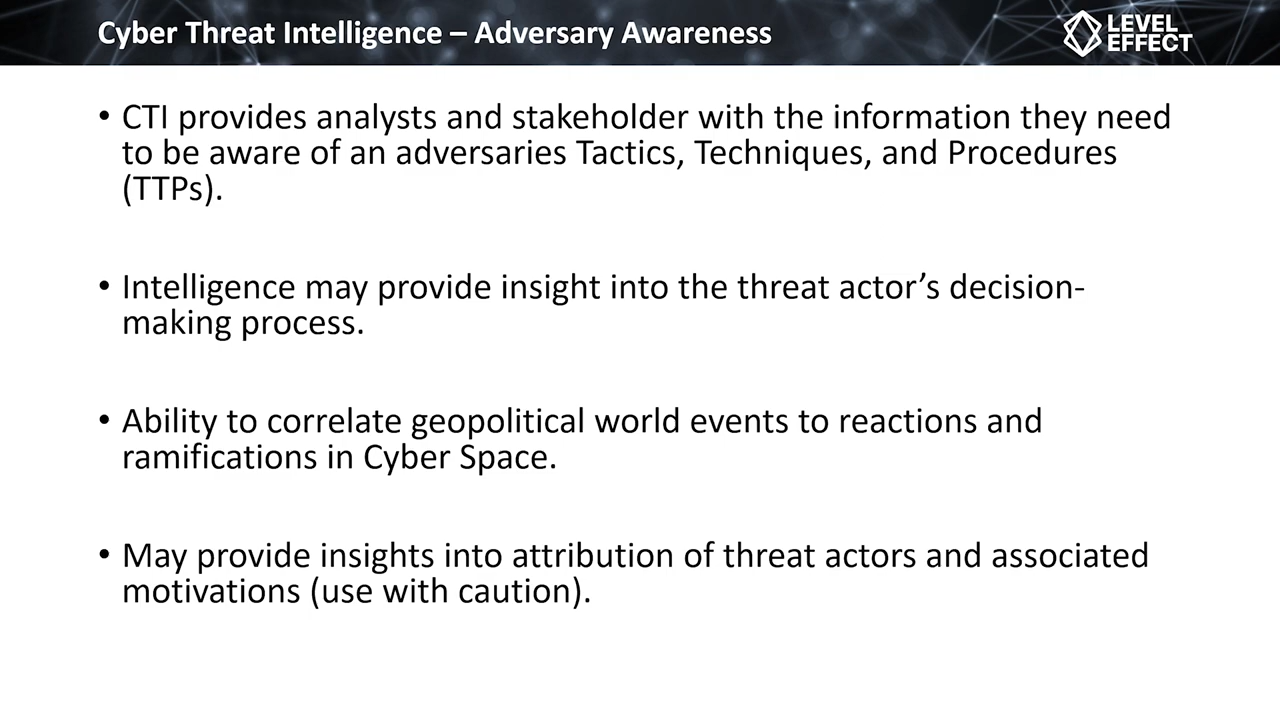 Cyber Threat Intelligence – Adversary Awareness
LEVEL
EFFECT
• CTI provides analysts and stakeholder with the information they need
to be aware of an adversaries Tactics, Techniques, and Procedures
(TTPs).
• Intelligence may provide insight into the threat actor’s decision-
making process.
• Ability to correlate geopolitical world events to reactions and
ramifications in Cyber Space.
• May provide insights into attribution of threat actors and associated
motivations (use with caution).